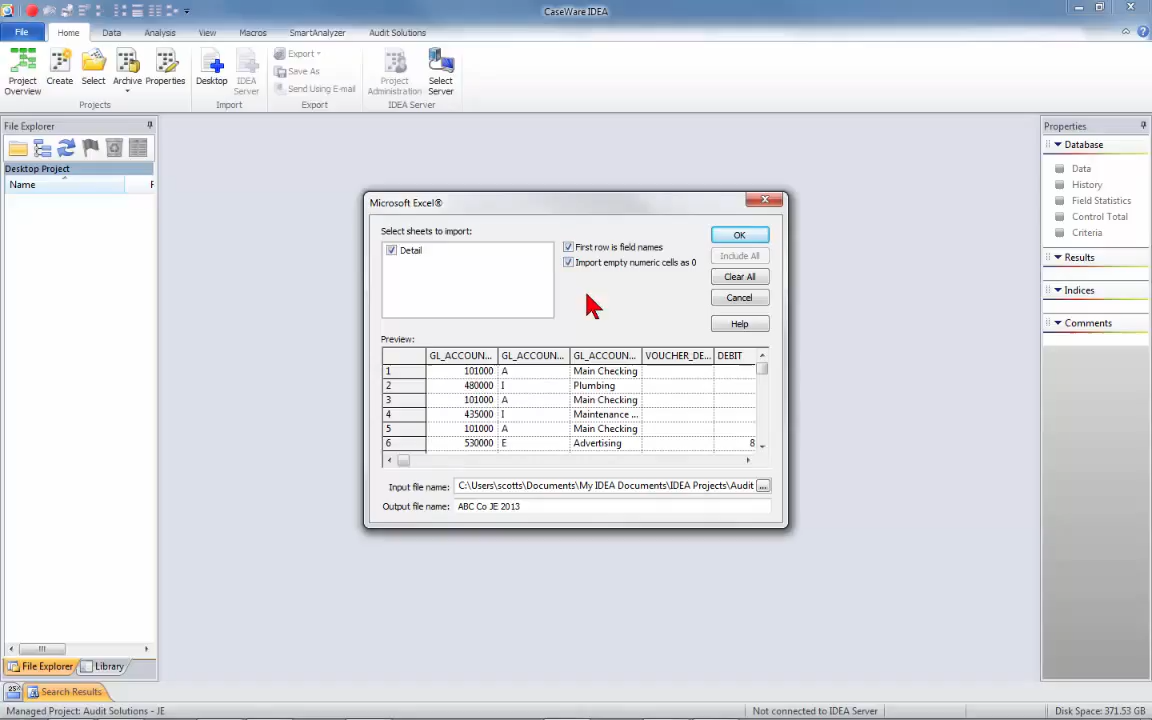 CaseWare IDEA
File Home Data Analysis View Macros SmartAnalyzer Audit Solutions
Project Overview
Create
Select
Archive
Properties
Projects
Desktop
IDEA Server
Import
Export
Save As
Send Using E-mail
Export
Project Administration
Select Server
IDEA Server
File Explorer
Desktop Project
Name F
Properties
Database
Data
History
Field Statistics
Control Total
Criteria
Results
Indices
Comments
Microsoft Excel®
Select sheets to import:
Detail
First row is field names
Import empty numeric cells as 0
OK
Include All
Clear All
Cancel
Help
Preview:
GL_ACCOUN... GL_ACCOUN... GL_ACCOUN... VOUCHER_DE... DEBIT
1 101000 A Main Checking
2 480000 I Plumbing
3 101000 A Main Checking
4 435000 I Maintenance ...
5 101000 A Main Checking
6 530000 E Advertising 8
Input file name: C:\Users\scotts\Documents\My IDEA Documents\IDEA Projects\Audit ...
Output file name: ABC Co JE 2013
File Explorer Library
25% Search Results
Managed Project: Audit Solutions - JE Not connected to IDEA Server Disk Space: 371.53 GB